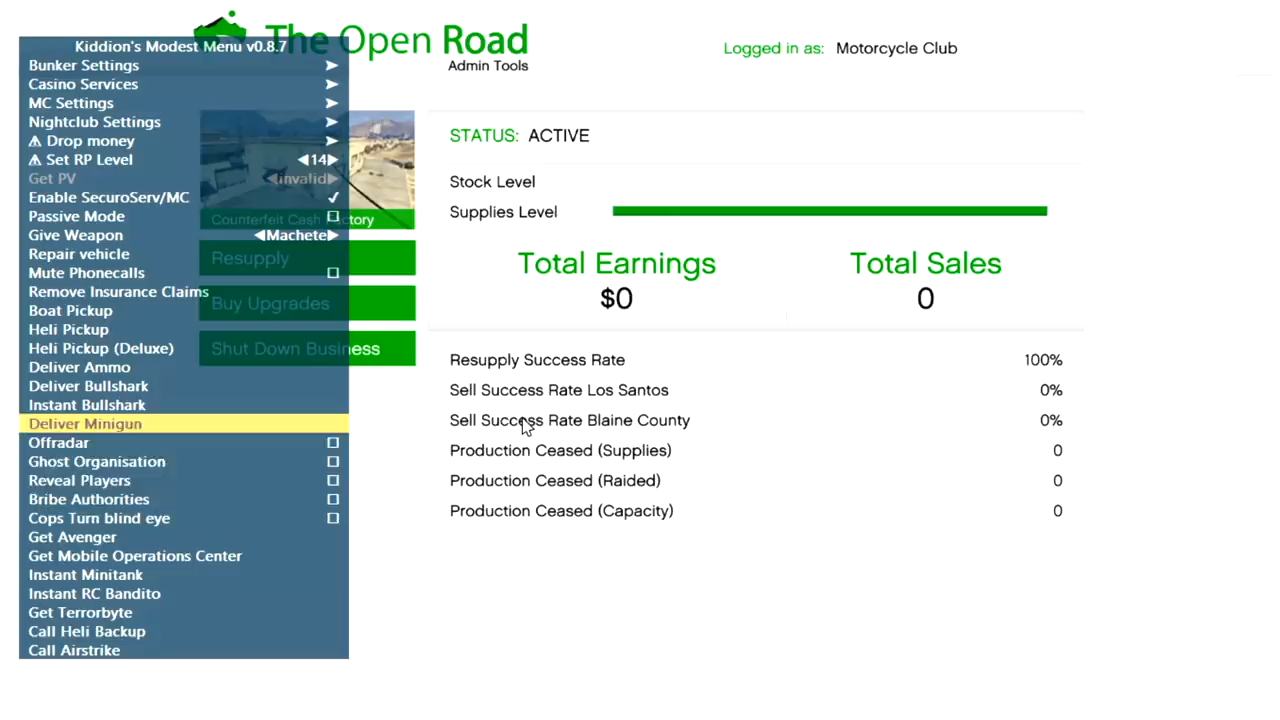 The Open Road
Admin Tools
Logged in as: Motorcycle Club
Kiddion's Modest Menu v0.8.7
Bunker Settings
Casino Services
MC Settings
Nightclub Settings
Drop money
Set RP Level 14
Get PV invalid
Enable SecuroServ/MC
Passive Mode
Give Weapon Machete
Repair vehicle
Mute Phonecalls
Remove Insurance Claims
Boat Pickup
Heli Pickup
Heli Pickup (Deluxe)
Deliver Ammo
Deliver Bullshark
Instant Bullshark
Deliver Minigun
Offradar
Ghost Organisation
Reveal Players
Bribe Authorities
Cops Turn blind eye
Get Avenger
Get Mobile Operations Center
Instant Minitank
Instant RC Bandito
Get Terrorbyte
Call Heli Backup
Call Airstrike
Counterfeit Cash Factory
Resupply
Buy Upgrades
Shut Down Business
STATUS: ACTIVE
Stock Level
Supplies Level
Total Earnings
$0
Total Sales
0
Resupply Success Rate 100%
Sell Success Rate Los Santos 0%
Sell Success Rate Blaine County 0%
Production Ceased (Supplies) 0
Production Ceased (Raided) 0
Production Ceased (Capacity) 0